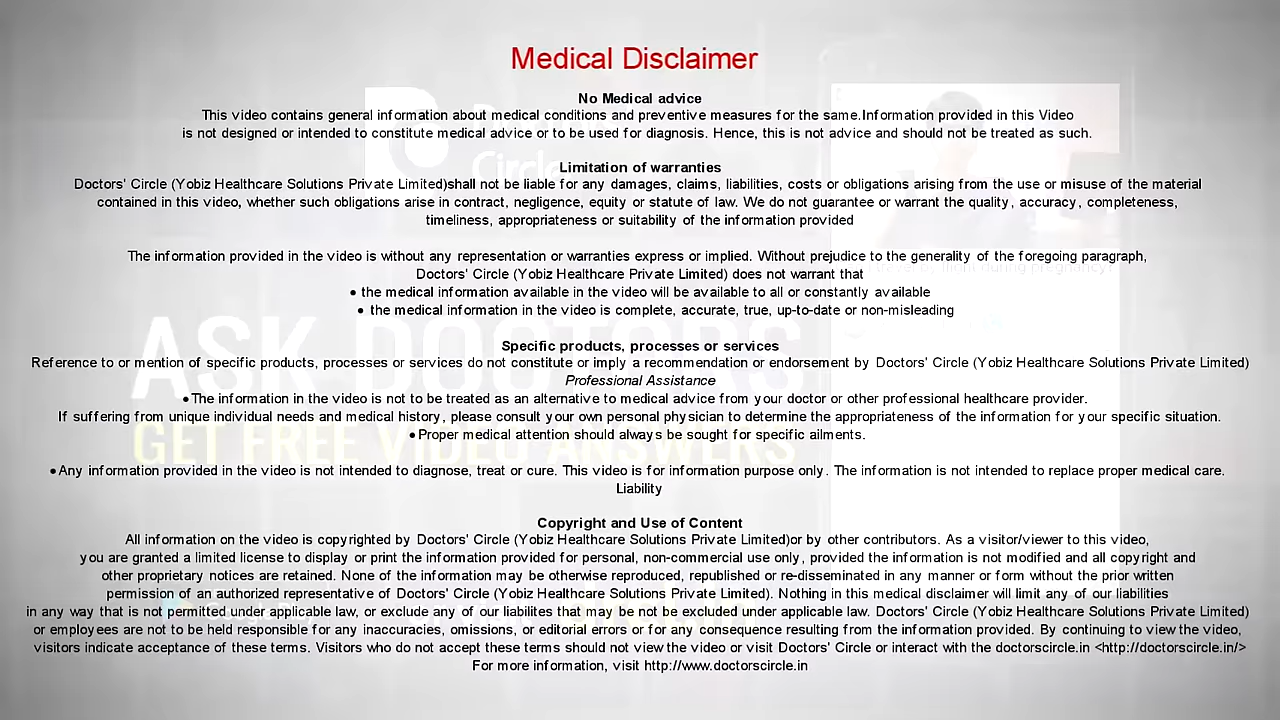 Medical Disclaimer
No Medical advice
This video contains general information about medical conditions and preventive measures for the same.Information provided in this Video
is not designed or intended to constitute medical advice or to be used for diagnosis. Hence, this is not advice and should not be treated as such.
Limitation of warranties
Doctors' Circle (Yobiz Healthcare Solutions Private Limited)shall not be liable for any damages, claims, liabilities, costs or obligations arising from the use or misuse of the material
contained in this video, whether such obligations arise in contract, negligence, equity or statute of law. We do not guarantee or warrant the quality, accuracy, completeness,
timeliness, appropriateness or suitability of the information provided
The information provided in the video is without any representation or warranties express or implied. Without prejudice to the generality of the foregoing paragraph,
Doctors' Circle (Yobiz Healthcare Private Limited) does not warrant that
• the medical information available in the video will be available to all or constantly available
• the medical information in the video is complete, accurate, true, up-to-date or non-misleading
Specific products, processes or services
Reference to or mention of specific products, processes or services do not constitute or imply a recommendation or endorsement by Doctors' Circle (Yobiz Healthcare Solutions Private Limited)
Professional Assistance
•The information in the video is not to be treated as an alternative to medical advice from your doctor or other professional healthcare provider.
If suffering from unique individual needs and medical history, please consult your own personal physician to determine the appropriateness of the information for your specific situation.
•Proper medical attention should always be sought for specific ailments.
•Any information provided in the video is not intended to diagnose, treat or cure. This video is for information purpose only. The information is not intended to replace proper medical care.
Liability
Copyright and Use of Content
All information on the video is copyrighted by Doctors' Circle (Yobiz Healthcare Solutions Private Limited)or by other contributors. As a visitor/viewer to this video,
you are granted a limited license to display or print the information provided for personal, non-commercial use only, provided the information is not modified and all copyright and
other proprietary notices are retained. None of the information may be otherwise reproduced, republished or re-disseminated in any manner or form without the prior written
permission of an authorized representative of Doctors' Circle (Yobiz Healthcare Solutions Private Limited). Nothing in this medical disclaimer will limit any of our liabilities
in any way that is not permitted under applicable law, or exclude any of our liabilites that may be not be excluded under applicable law. Doctors' Circle (Yobiz Healthcare Solutions Private Limited)
or employees are not to be held responsible for any inaccuracies, omissions, or editorial errors or for any consequence resulting from the information provided. By continuing to view the video,
visitors indicate acceptance of these terms. Visitors who do not accept these terms should not view the video or visit Doctors' Circle or interact with the doctorscircle.in <http://doctorscircle.in/>
For more information, visit http://www.doctorscircle.in
ASK DOCTORS
GET FREE VIDEO ANSWERS